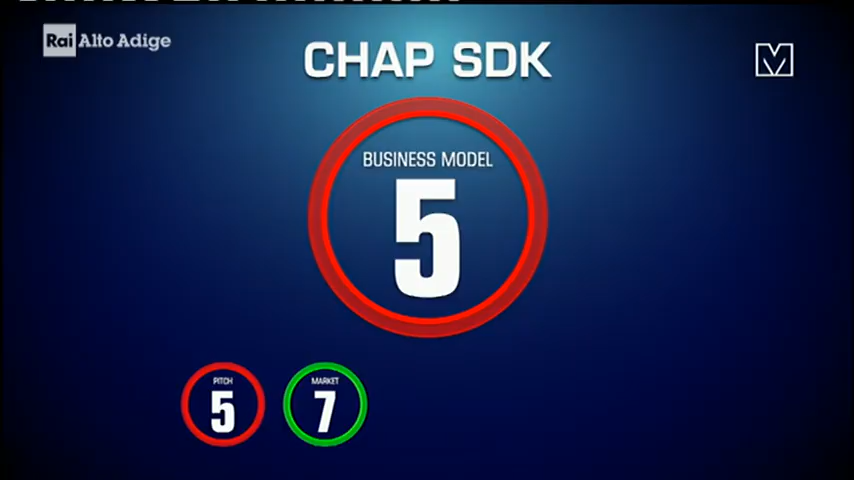 Rai Alto Adige
CHAP SDK
BUSINESS MODEL
5
PITCH
5
MARKET
7